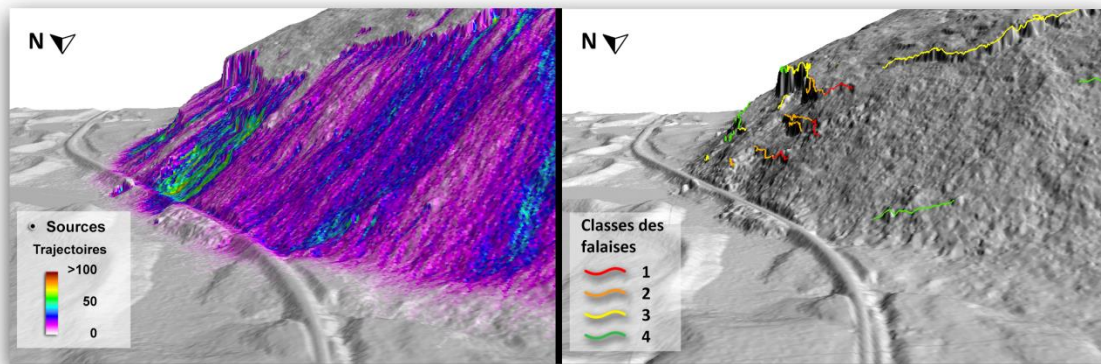 N
Sources
Trajectoires
>100
50
0
N
Classes des
falaises
1
2
3
4